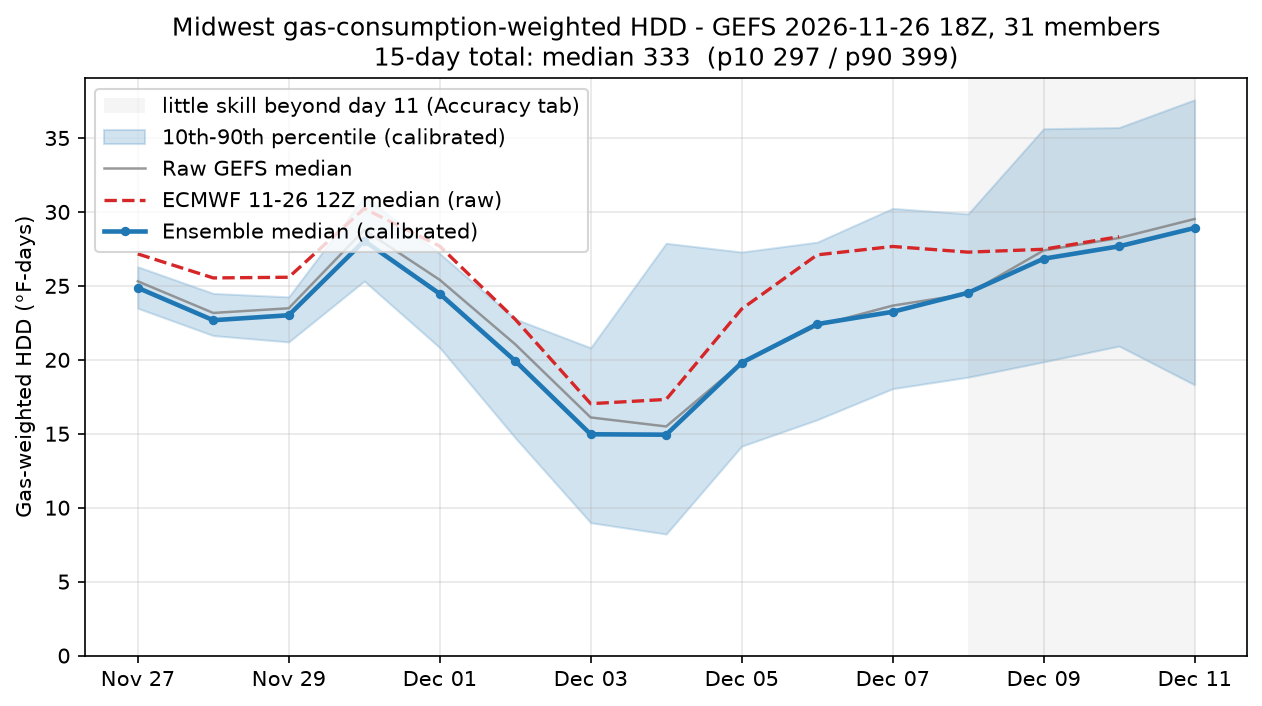 Midwest gas-consumption-weighted HDD - GEFS 2026-11-26 18Z, 31 members
15-day total: median 333  (p10 297 / p90 399)
little skill beyond day 11 (Accuracy tab)
10th-90th percentile (calibrated)
Raw GEFS median
ECMWF 11-26 12Z median (raw)
Ensemble median (calibrated)
Gas-weighted HDD (°F-days)
35
30
25
20
15
10
5
0
Nov 27
Nov 29
Dec 01
Dec 03
Dec 05
Dec 07
Dec 09
Dec 11